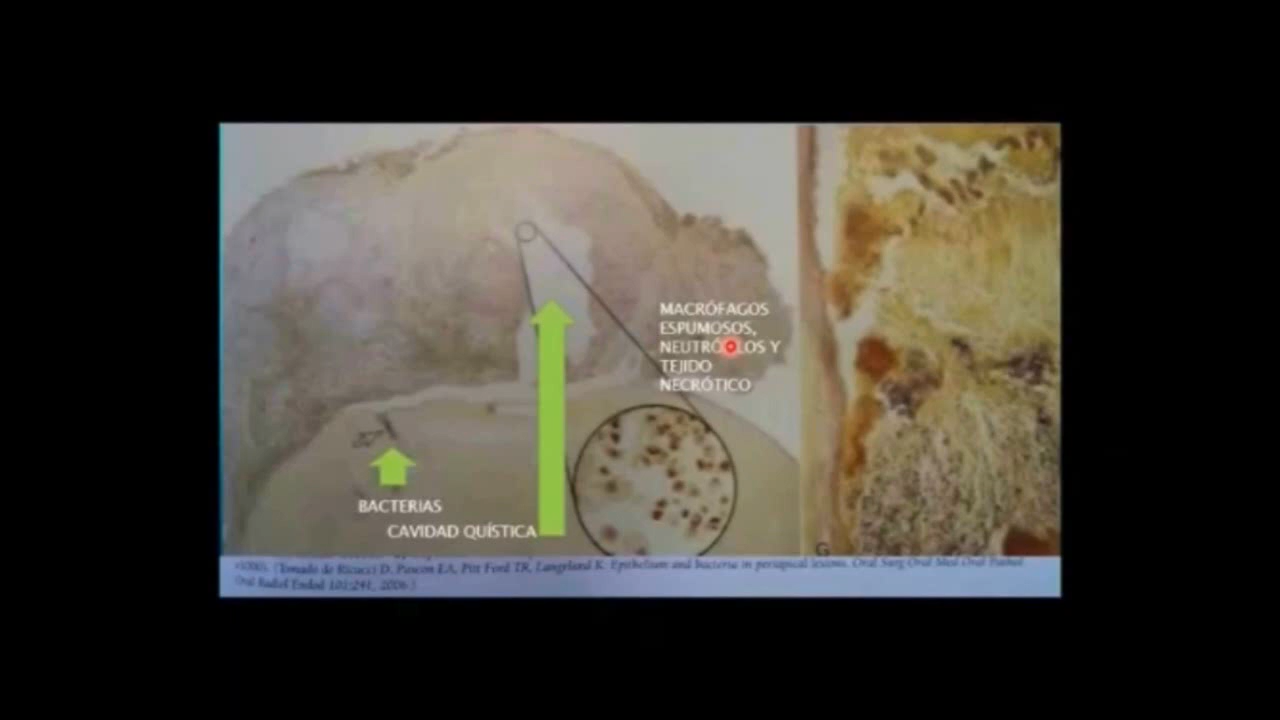 MACRÓFAGOS
ESPUMOSOS,
NEUTRÓFILOS Y
TEJIDO
NECRÓTICO
BACTERIAS
CAVIDAD QUÍSTICA
G
×1000). (Tomado de Ricucci D, Pascon EA, Pitt Ford TR, Langeland K. Epithelium and bacteria in periapical lesions. Oral Surg Oral Med Oral Pathol
Oral Radiol Endod 101:241, 2006.)